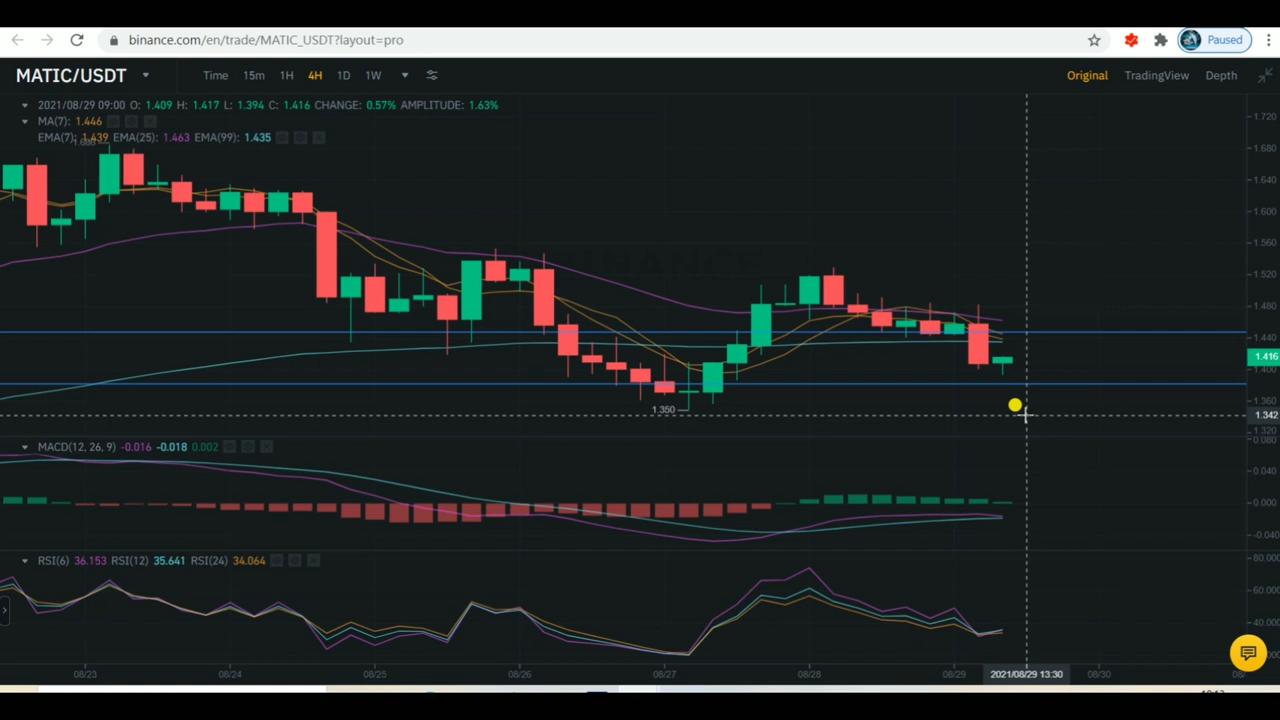 binance.com/en/trade/MATIC_USDT?layout=pro
Paused
MATIC/USDT
Time 15m 1H 4H 1D 1W
Original TradingView Depth
2021/08/29 09:00 O: 1.409 H: 1.417 L: 1.394 C: 1.416 CHANGE: 0.57% AMPLITUDE: 1.63%
MA(7): 1.446
EMA(7): 1.439 EMA(25): 1.463 EMA(99): 1.435
BINANCE
1.720
1.680
1.640
1.600
1.560
1.520
1.480
1.440
1.416
1.400
1.360
1.350
1.342
1.320
MACD(12, 26, 9) -0.016 -0.018 0.002
0.080
0.040
0.000
-0.040
RSI(6) 36.153 RSI(12) 35.641 RSI(24) 34.064
80.000
60.000
40.000
08/23 08/24 08/25 08/26 08/27 08/28 08/29 2021/08/29 13:30 08/30